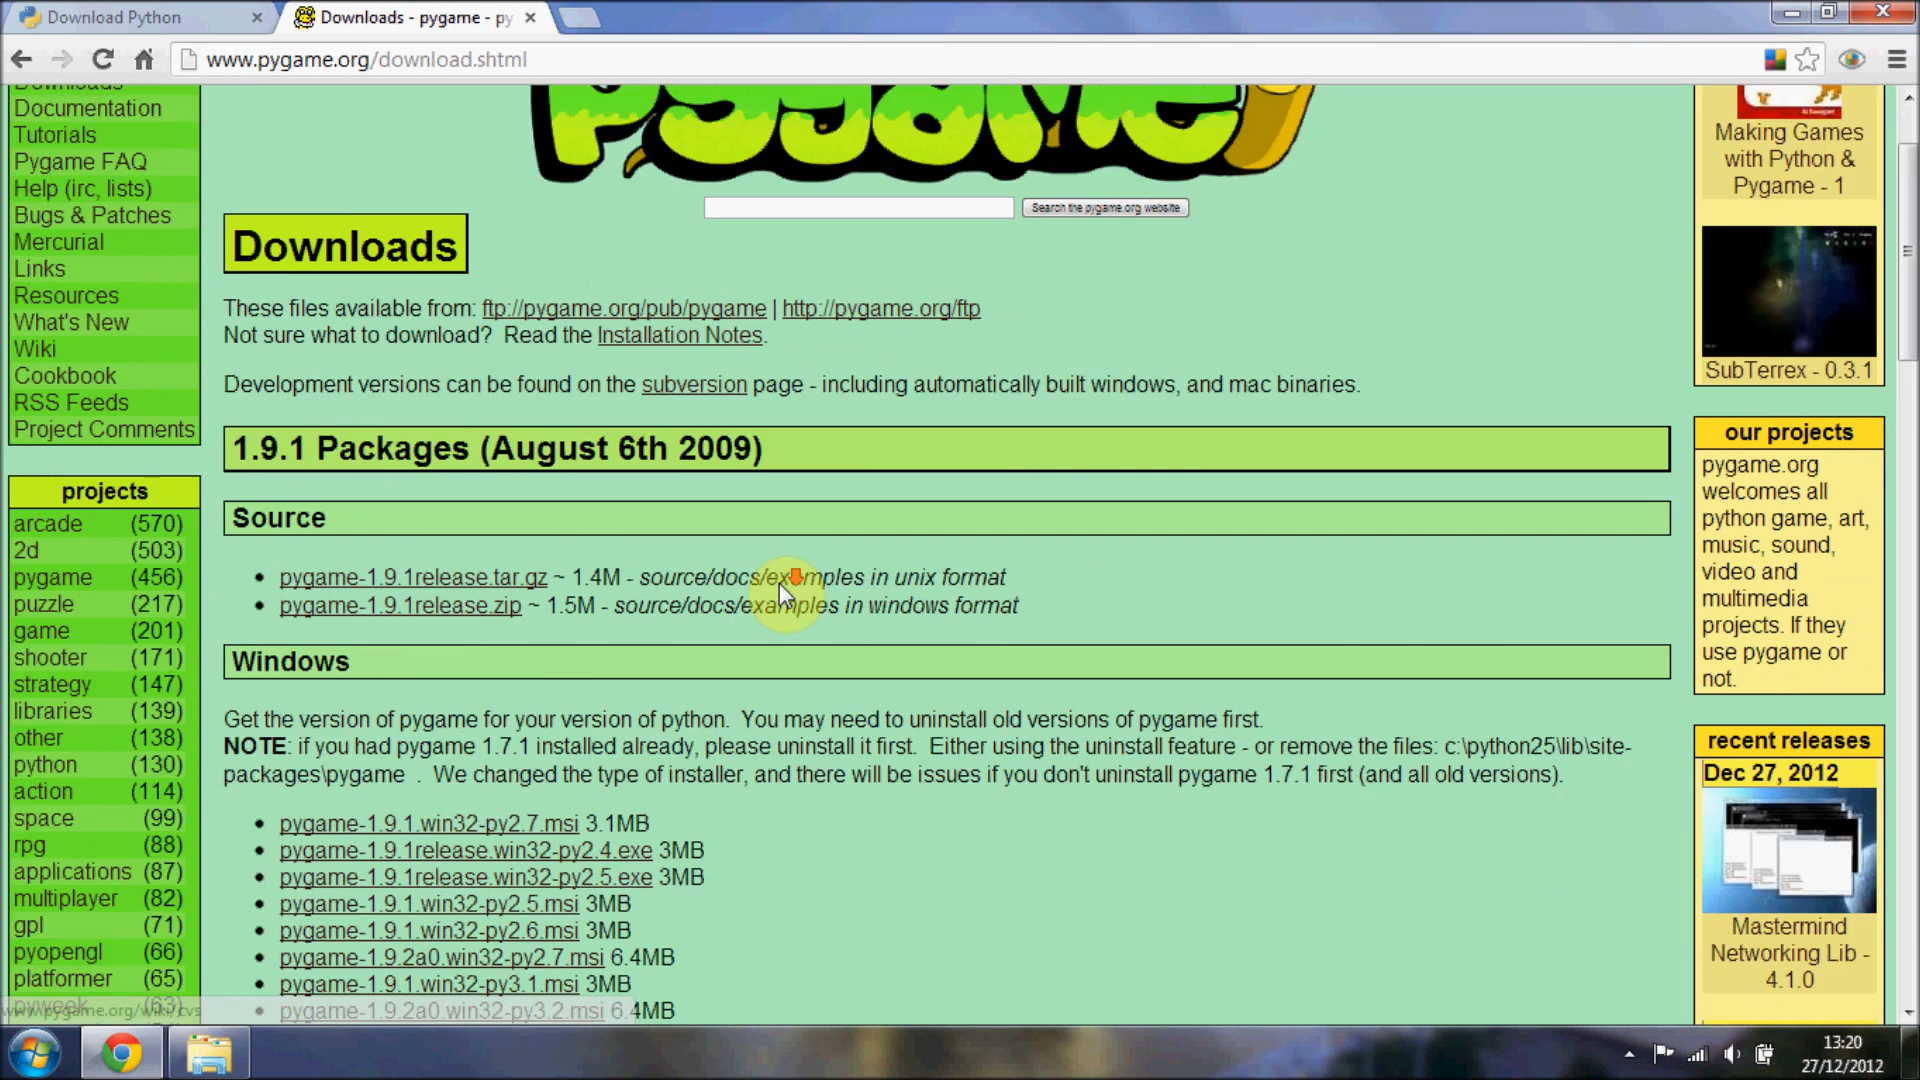 Download Python
Downloads - pygame - py
www.pygame.org/download.shtml
Downloads
Documentation
Tutorials
Pygame FAQ
Help (irc, lists)
Bugs & Patches
Mercurial
Links
Resources
What's New
Wiki
Cookbook
RSS Feeds
Project Comments
projects
arcade (570)
2d (503)
pygame (456)
puzzle (217)
game (201)
shooter (171)
strategy (147)
libraries (139)
other (138)
python (130)
action (114)
space (99)
rpg (88)
applications (87)
multiplayer (82)
gpl (71)
pyopengl (66)
platformer (65)
pyweek (63)
www.pygame.org/wiki/cvs
pygame
Search the pygame.org website
Downloads
These files available from: ftp://pygame.org/pub/pygame | http://pygame.org/ftp
Not sure what to download? Read the Installation Notes.
Development versions can be found on the subversion page - including automatically built windows, and mac binaries.
1.9.1 Packages (August 6th 2009)
Source
• pygame-1.9.1release.tar.gz ~ 1.4M - source/docs/examples in unix format
• pygame-1.9.1release.zip ~ 1.5M - source/docs/examples in windows format
Windows
Get the version of pygame for your version of python. You may need to uninstall old versions of pygame first.
NOTE: if you had pygame 1.7.1 installed already, please uninstall it first. Either using the uninstall feature - or remove the files: c:\python25\lib\site-
packages\pygame . We changed the type of installer, and there will be issues if you don't uninstall pygame 1.7.1 first (and all old versions).
• pygame-1.9.1.win32-py2.7.msi 3.1MB
• pygame-1.9.1release.win32-py2.4.exe 3MB
• pygame-1.9.1release.win32-py2.5.exe 3MB
• pygame-1.9.1.win32-py2.5.msi 3MB
• pygame-1.9.1.win32-py2.6.msi 3MB
• pygame-1.9.2a0.win32-py2.7.msi 6.4MB
• pygame-1.9.1.win32-py3.1.msi 3MB
• pygame-1.9.2a0.win32-py3.2.msi 6.4MB
Making Games
with Python &
Pygame - 1
SubTerrex - 0.3.1
our projects
pygame.org
welcomes all
python game, art,
music, sound,
video and
multimedia
projects. If they
use pygame or
not.
recent releases
Dec 27, 2012
Mastermind
Networking Lib -
4.1.0
13:20
27/12/2012